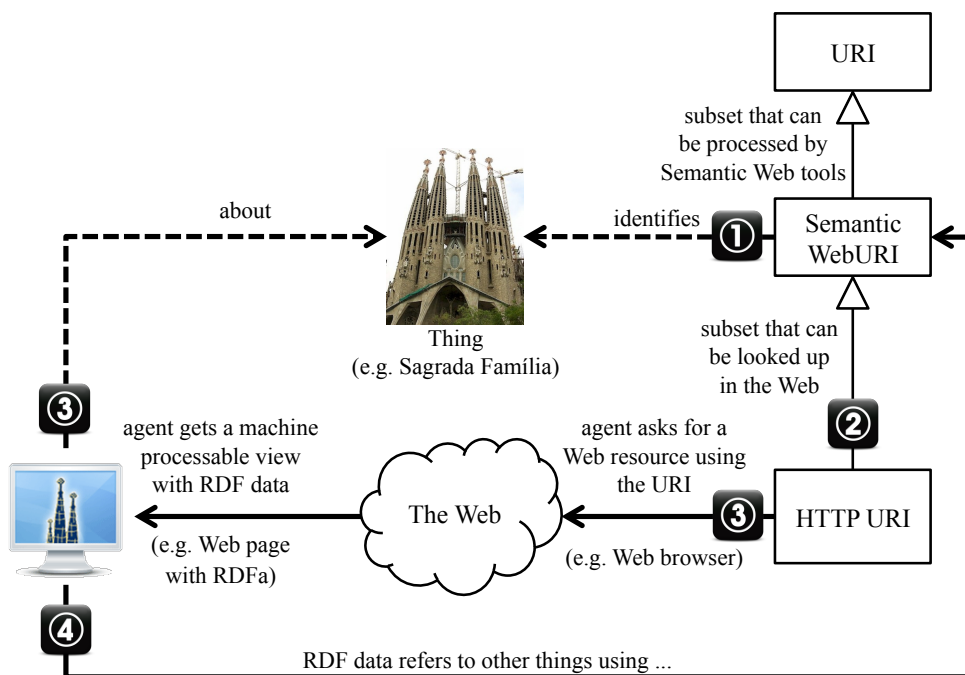 URI
subset that can
be processed by
Semantic Web tools
about
identifies
①
Semantic
WebURI
Thing
(e.g. Sagrada Família)
subset that can
be looked up
in the Web
③
②
agent gets a machine
processable view
with RDF data
agent asks for a
Web resource using
the URI
The Web
③
HTTP URI
(e.g. Web page
with RDFa)
(e.g. Web browser)
④
RDF data refers to other things using ...